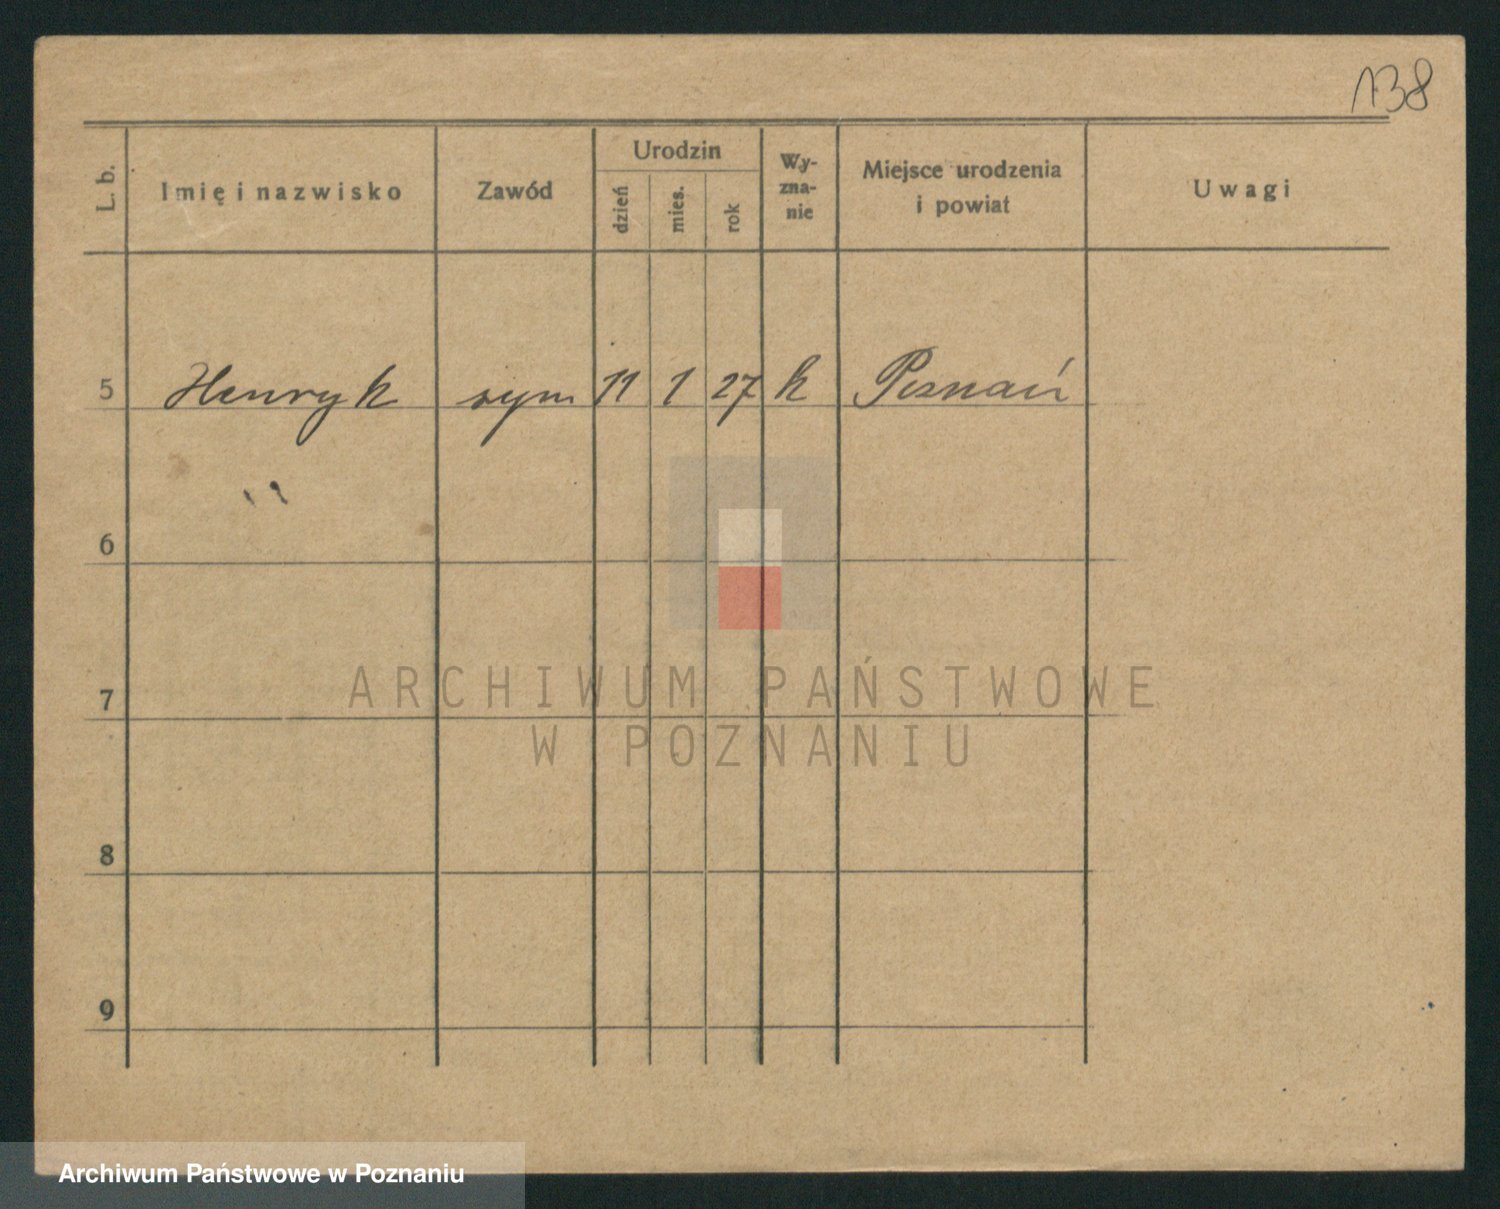 138
L. b.
Imię i nazwisko
Zawód
Urodzin
dzień
mies.
rok
Wy-
zna-
nie
Miejsce urodzenia
i powiat
Uwagi
5 Henryk syn 11 1 27 k Poznań
" 
6
7
8
9
ARCHIWUM PAŃSTWOWE
W POZNANIU
Archiwum Państwowe w Poznaniu